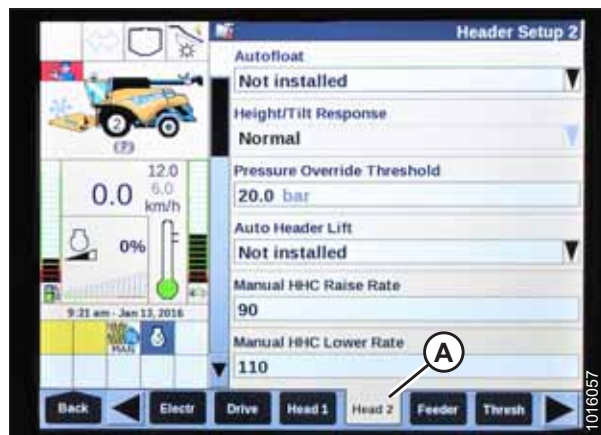 Header Setup 2
Autofloat
Not installed
Height/Tilt Response
Normal
Pressure Override Threshold
20.0 bar
Auto Header Lift
Not installed
Manual HHC Raise Rate
90
Manual HHC Lower Rate
110
2
(P)
12.0
6.0
0.0 km/h
0%
9:21 am - Jan 13, 2016
MAN
A
Back Electr Drive Head 1 Head 2 Feeder Thresh
1016057